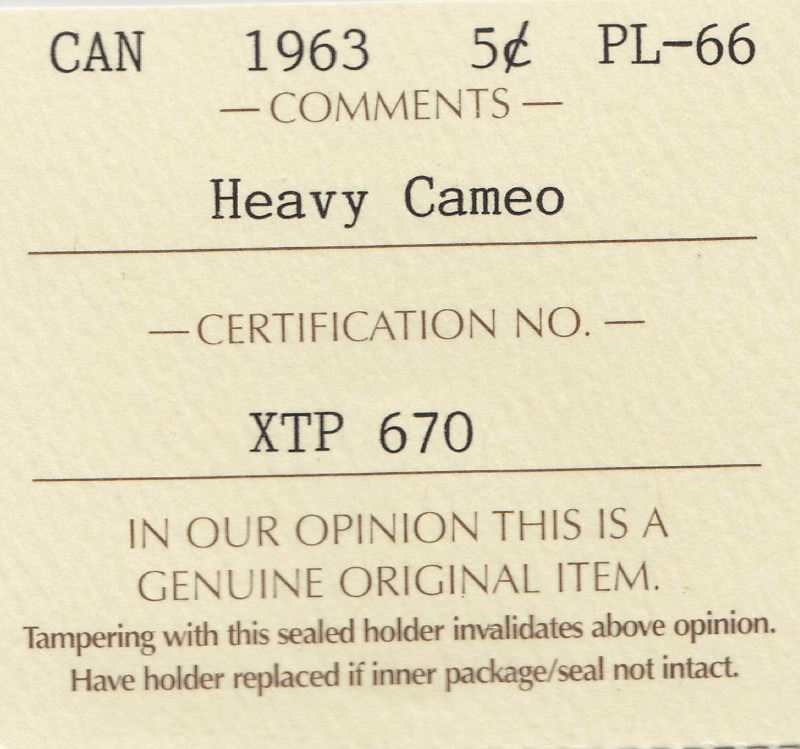 CAN 1963 5¢ PL-66
— COMMENTS —
Heavy Cameo
— CERTIFICATION NO. —
XTP 670
IN OUR OPINION THIS IS A
GENUINE ORIGINAL ITEM.
Tampering with this sealed holder invalidates above opinion.
Have holder replaced if inner package/seal not intact.